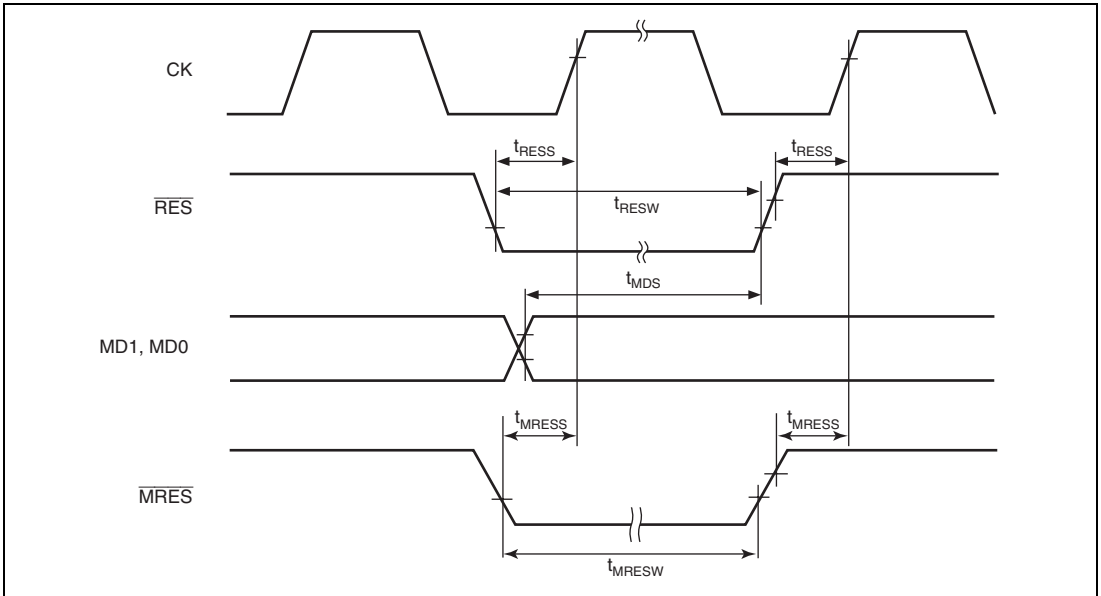 CK
tRESS
tRESS
RES
tRESW
tMDS
MD1, MD0
tMRESS
tMRESS
MRES
tMRESW